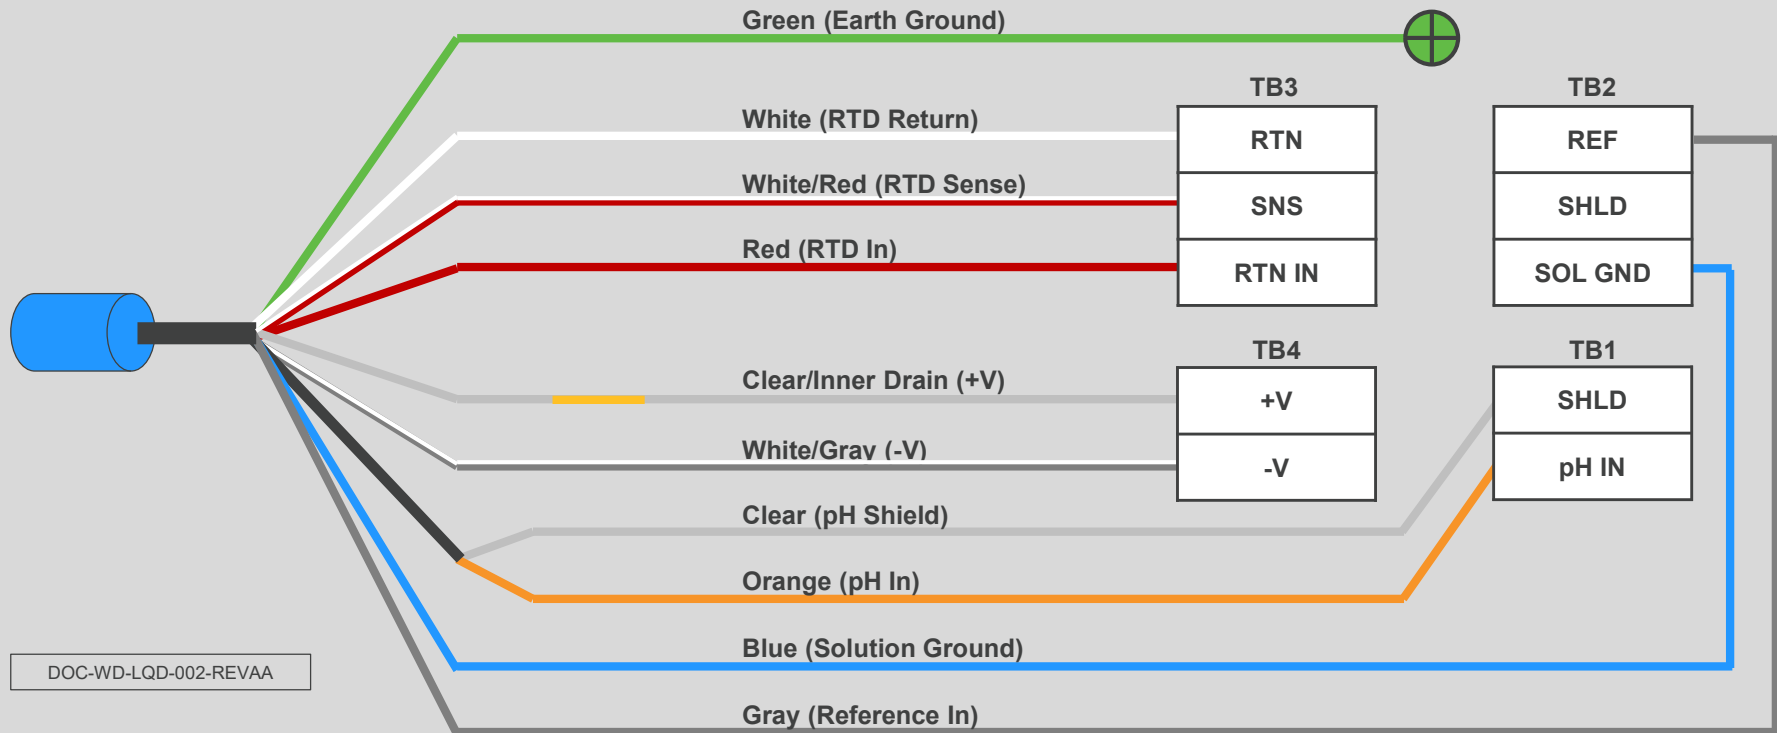 Green (Earth Ground)
TB3
TB2
White (RTD Return)
RTN
REF
White/Red (RTD Sense)
SNS
SHLD
Red (RTD In)
RTN IN
SOL GND
TB4
TB1
Clear/Inner Drain (+V)
+V
SHLD
White/Gray (-V)
-V
pH IN
Clear (pH Shield)
Orange (pH In)
Blue (Solution Ground)
DOC-WD-LQD-002-REVAA
Gray (Reference In)